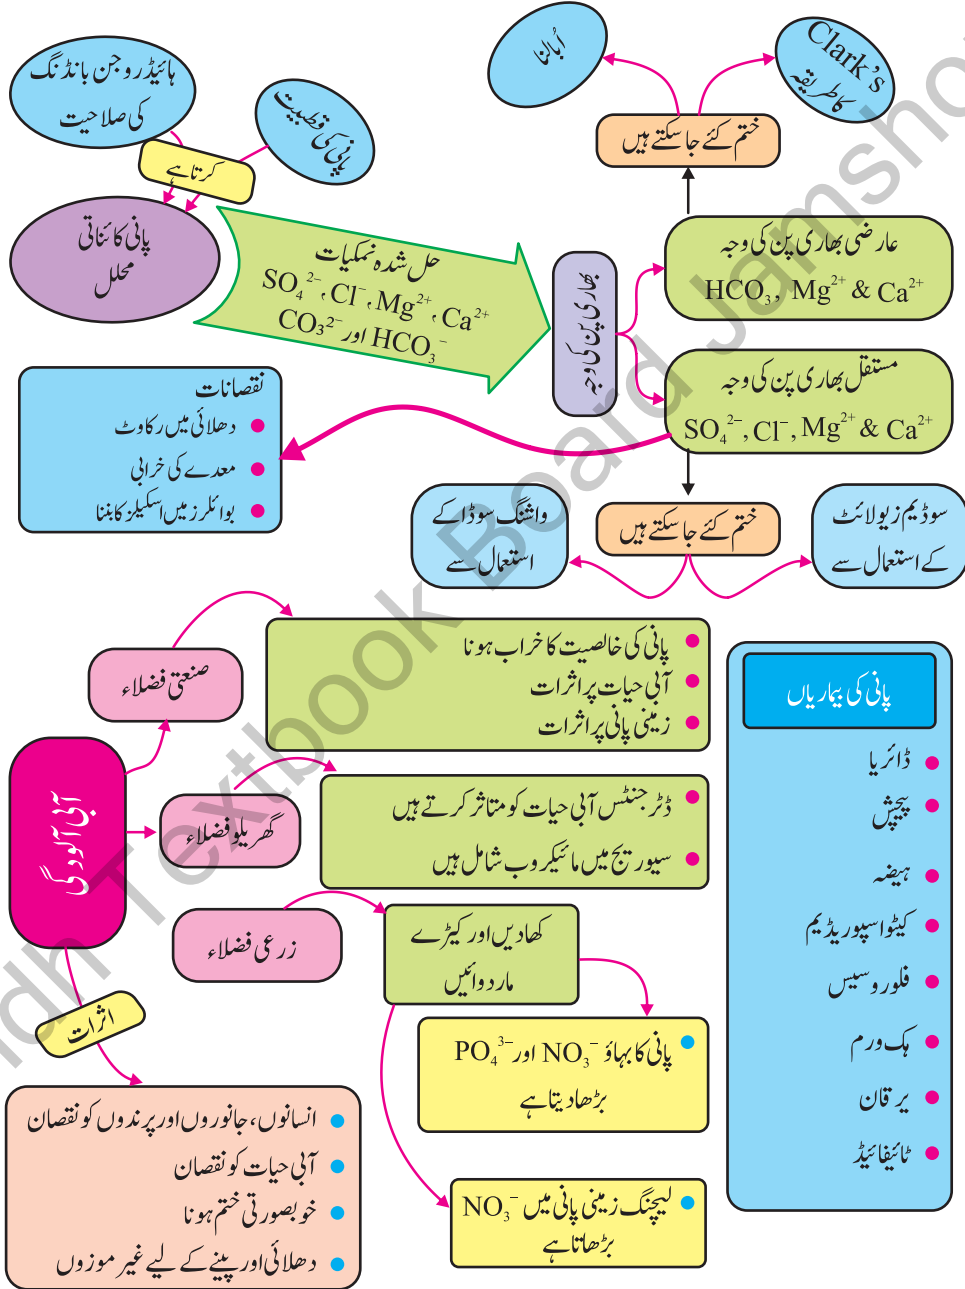 ہائیڈروجن بانڈنگ
کی صلاحیت
پانی کی قطبیت
کرتا ہے
پانی کائناتی
محلل
حل شدہ نمکیات
SO₄²⁻, Cl⁻, Mg²⁺, Ca²⁺
CO₃²⁻ اور HCO₃⁻
بھاری پن کی وجہ
اُبالنا
Clark's
کا طریقہ
ختم کئے جا سکتے ہیں
عارضی بھاری پن کی وجہ
HCO₃, Mg²⁺ & Ca²⁺
مستقل بھاری پن کی وجہ
SO₄²⁻, Cl⁻, Mg²⁺ & Ca²⁺
ختم کئے جا سکتے ہیں
سوڈیم زیولائٹ
کے استعمال سے
واشنگ سوڈا کے
استعمال سے
نقصانات
دھلائی میں رکاوٹ
معدے کی خرابی
بوائلرز میں اسکیلز کا بننا
آبی آلودگی
صنعتی فضلاء
پانی کی خالصیت کا خراب ہونا
آبی حیات پر اثرات
زمینی پانی پر اثرات
گھریلو فضلاء
ڈٹرجنٹس آبی حیات کو متاثر کرتے ہیں
سیوریج میں مائیکروب شامل ہیں
زرعی فضلاء
کھادیں اور کیڑے
مار دوائیں
پانی کا بہاؤ NO₃⁻ اور PO₄³⁻
بڑھا دیتا ہے
لیچنگ زمینی پانی میں NO₃⁻
بڑھاتا ہے
اثرات
انسانوں، جانوروں اور پرندوں کو نقصان
آبی حیات کو نقصان
خوبصورتی ختم ہونا
دھلائی اور پینے کے لیے غیر موزوں
پانی کی بیماریاں
ڈائریا
پیچش
ہیضہ
کیٹواسپوریڈیم
فلوروسیس
ہک ورم
یرقان
ٹائیفائیڈ
Sindh Textbook Board Jamshoro